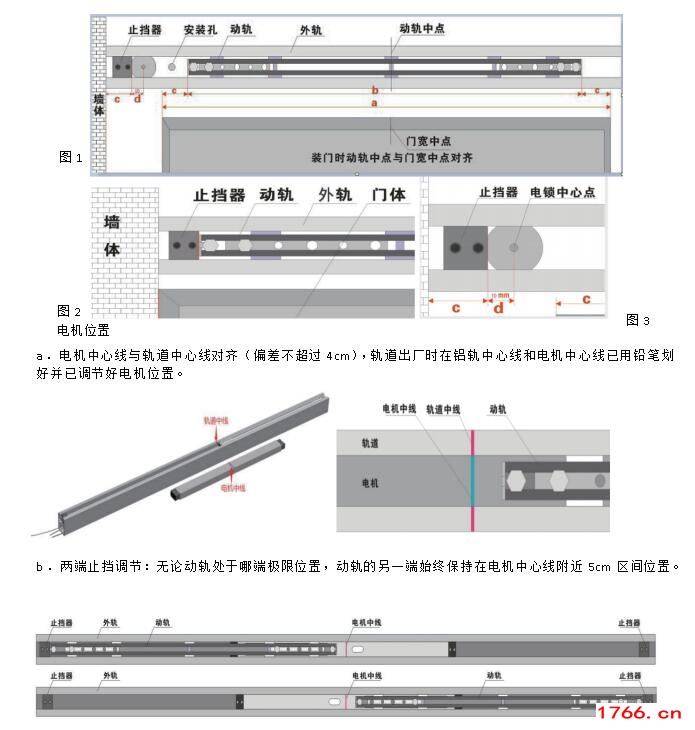 止挡器 安装孔 动轨 外轨 动轨中点
墙体
c d c b c
a
门宽中点
图1 装门时动轨中点与门宽中点对齐
止挡器 动轨 外轨 门体
墙体
图2
止挡器 电锁中心点
10 mm
c d c
图3
电机位置
a．电机中心线与轨道中心线对齐（偏差不超过4cm），轨道出厂时在铝轨中心线和电机中心线已用铅笔划
好并已调节好电机位置。
轨道中线
电机中线
电机中线 轨道中线 动轨
轨道
电机
b．两端止挡调节：无论动轨处于哪端极限位置，动轨的另一端始终保持在电机中心线附近5cm区间位置。
止挡器 外轨 动轨 电机中线 止挡器
止挡器 外轨 电机中线 动轨 止挡器
1766.cn